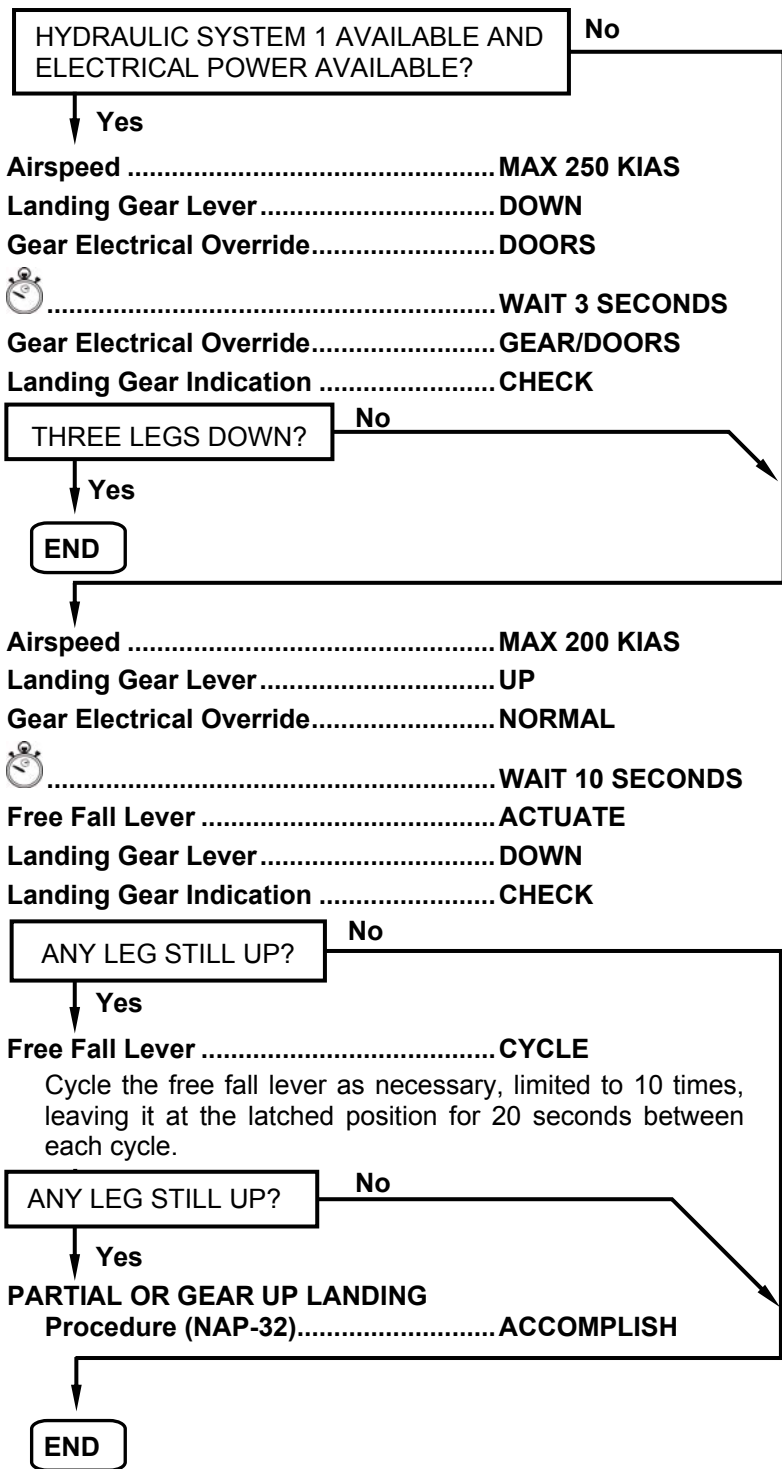 HYDRAULIC SYSTEM 1 AVAILABLE AND No
ELECTRICAL POWER AVAILABLE?
Yes
Airspeed .................................................. MAX 250 KIAS
Landing Gear Lever ................................ DOWN
Gear Electrical Override ......................... DOORS
............................................................. WAIT 3 SECONDS
Gear Electrical Override ......................... GEAR/DOORS
Landing Gear Indication ........................ CHECK
THREE LEGS DOWN? No
Yes
END
Airspeed .................................................. MAX 200 KIAS
Landing Gear Lever ................................ UP
Gear Electrical Override ......................... NORMAL
............................................................. WAIT 10 SECONDS
Free Fall Lever ........................................ ACTUATE
Landing Gear Lever ................................ DOWN
Landing Gear Indication ........................ CHECK
ANY LEG STILL UP? No
Yes
Free Fall Lever ........................................ CYCLE
Cycle the free fall lever as necessary, limited to 10 times,
leaving it at the latched position for 20 seconds between
each cycle.
ANY LEG STILL UP? No
Yes
PARTIAL OR GEAR UP LANDING
Procedure (NAP-32) ........................... ACCOMPLISH
END